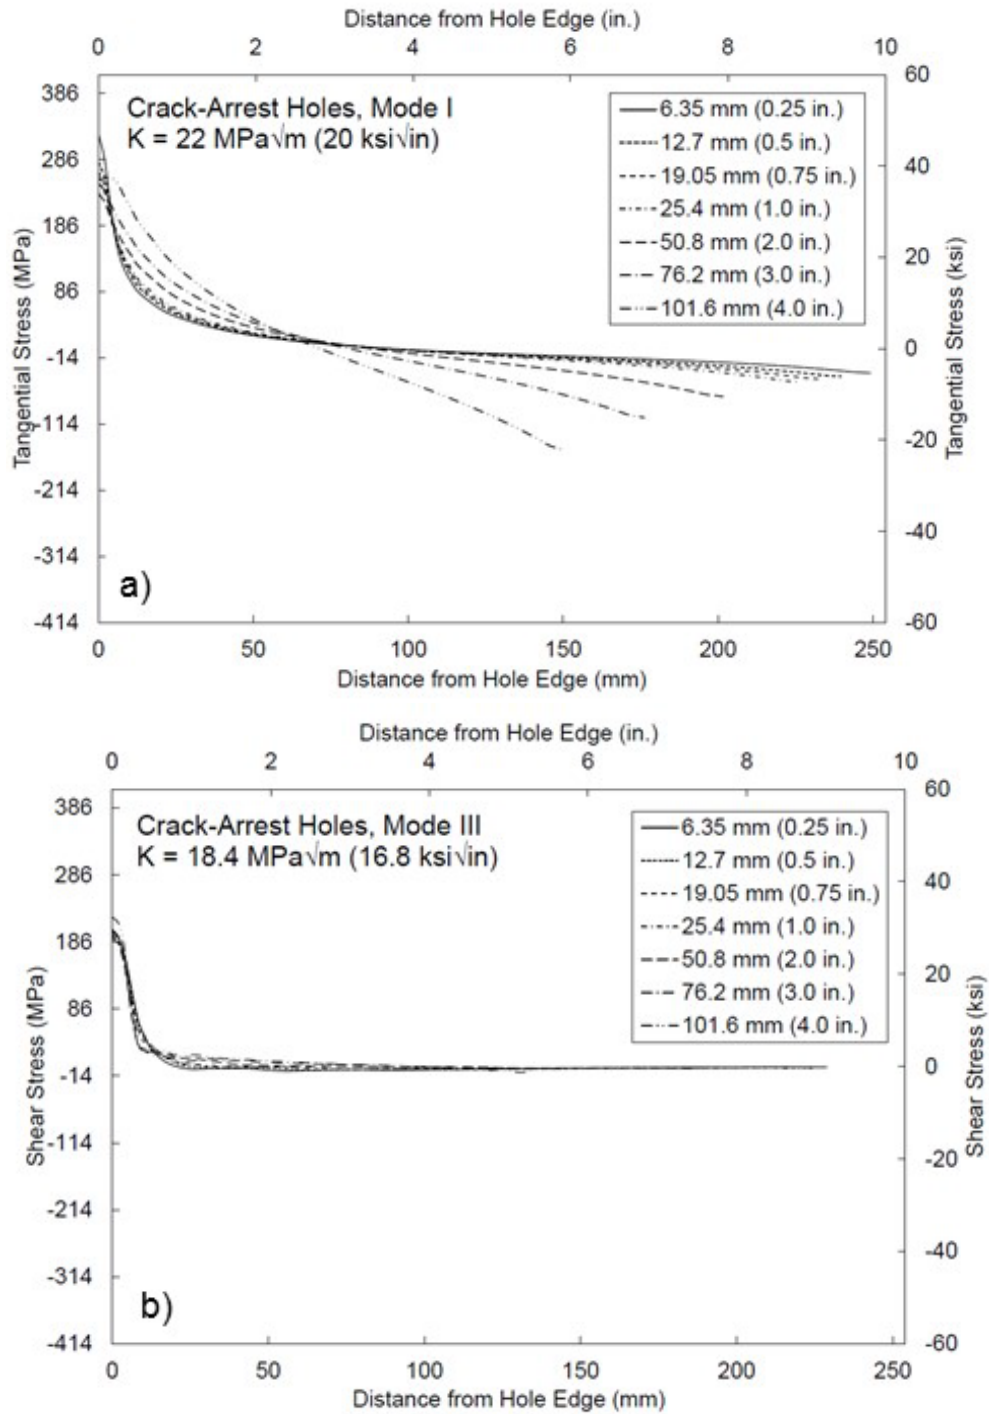 Distance from Hole Edge (in.)
0 2 4 6 8 10
Crack-Arrest Holes, Mode I
K = 22 MPa√m (20 ksi√in)
6.35 mm (0.25 in.)
12.7 mm (0.5 in.)
19.05 mm (0.75 in.)
25.4 mm (1.0 in.)
50.8 mm (2.0 in.)
76.2 mm (3.0 in.)
101.6 mm (4.0 in.)
Tangential Stress (MPa)
386
286
186
86
-14
-114
-214
-314
-414
60
40
20
0
-20
-40
-60
Tangential Stress (ksi)
a)
0 50 100 150 200 250
Distance from Hole Edge (mm)
Distance from Hole Edge (in.)
0 2 4 6 8 10
Crack-Arrest Holes, Mode III
K = 18.4 MPa√m (16.8 ksi√in)
6.35 mm (0.25 in.)
12.7 mm (0.5 in.)
19.05 mm (0.75 in.)
25.4 mm (1.0 in.)
50.8 mm (2.0 in.)
76.2 mm (3.0 in.)
101.6 mm (4.0 in.)
Shear Stress (MPa)
386
286
186
86
-14
-114
-214
-314
-414
60
40
20
0
-20
-40
-60
Shear Stress (ksi)
b)
0 50 100 150 200 250
Distance from Hole Edge (mm)